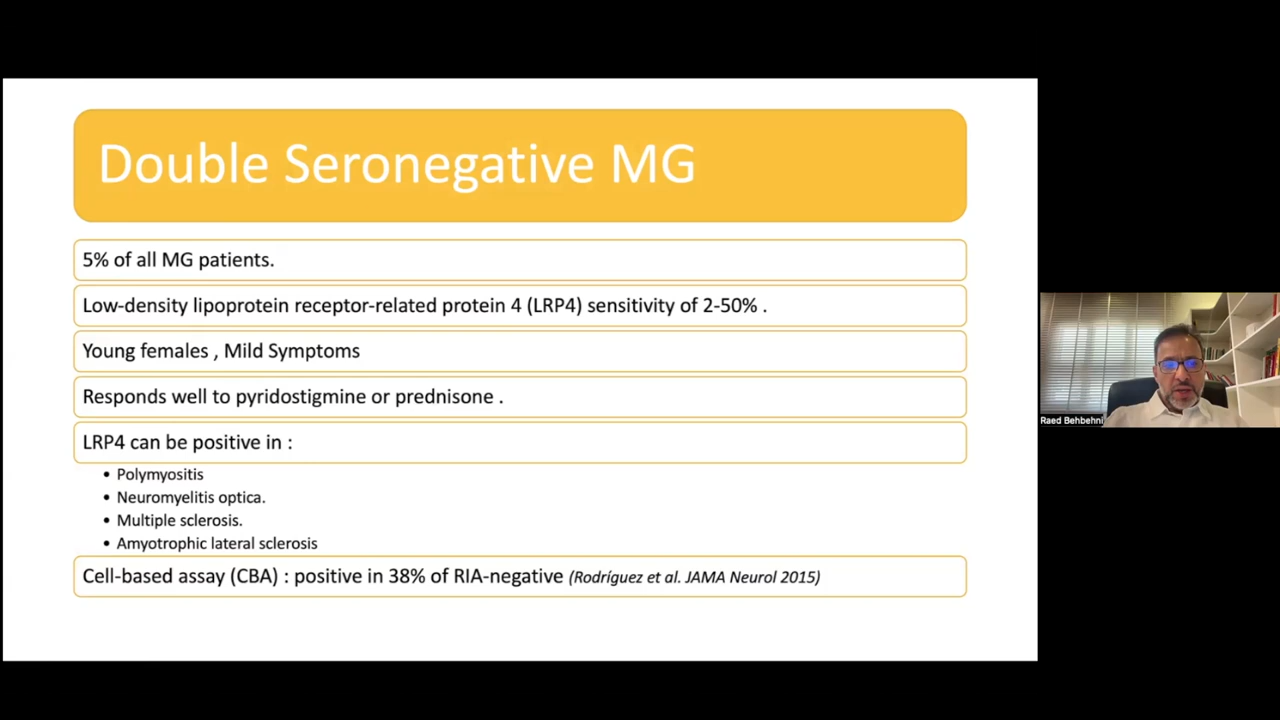 Double Seronegative MG
5% of all MG patients.
Low-density lipoprotein receptor-related protein 4 (LRP4) sensitivity of 2-50% .
Young females , Mild Symptoms
Responds well to pyridostigmine or prednisone .
LRP4 can be positive in :
• Polymyositis
• Neuromyelitis optica.
• Multiple sclerosis.
• Amyotrophic lateral sclerosis
Cell-based assay (CBA) : positive in 38% of RIA-negative (Rodríguez et al. JAMA Neurol 2015)
Raed Behbehni